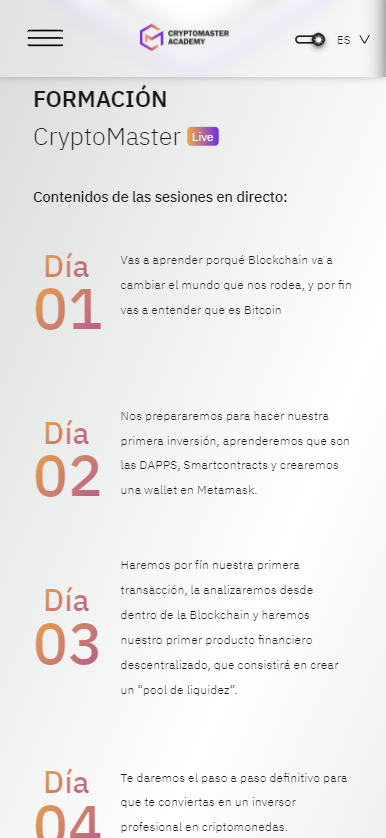 CRYPTOMASTER
ACADEMY
ES
FORMACIÓN
CryptoMaster Live
Contenidos de las sesiones en directo:
Día
01
Vas a aprender porqué Blockchain va a
cambiar el mundo que nos rodea, y por fin
vas a entender que es Bitcoin
Día
02
Nos prepararemos para hacer nuestra
primera inversión, aprenderemos que son
las DAPPS, Smartcontracts y crearemos
una wallet en Metamask.
Día
03
Haremos por fín nuestra primera
transacción, la analizaremos desde
dentro de la Blockchain y haremos
nuestro primer producto financiero
descentralizado, que consistirá en crear
un “pool de liquidez”.
Día
04
Te daremos el paso a paso definitivo para
que te conviertas en un inversor
profesional en criptomonedas.